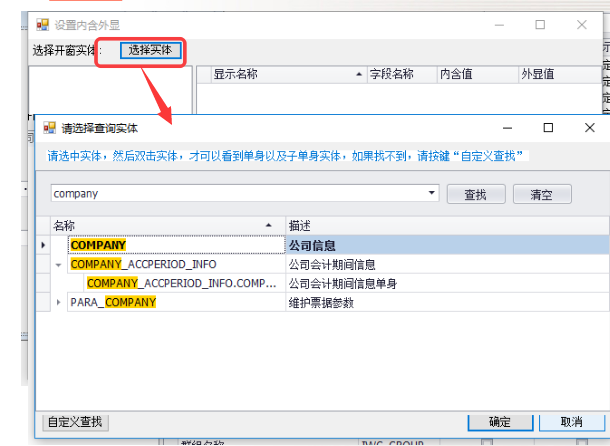 设置内含外显
选择开窗实体: 选择实体
显示名称 字段名称 内含值 外显值
请选择查询实体
请选中实体，然后双击实体，才可以看到单身以及子单身实体，如果找不到，请按鍵“自定义查找”
company 查找 清空
名称 描述
COMPANY 公司信息
COMPANY_ACCPERIOD_INFO 公司会计期间信息
COMPANY_ACCPERIOD_INFO.COMP... 公司会计期间信息单身
PARA_COMPANY 维护票据参数
自定义查找 确定 取消